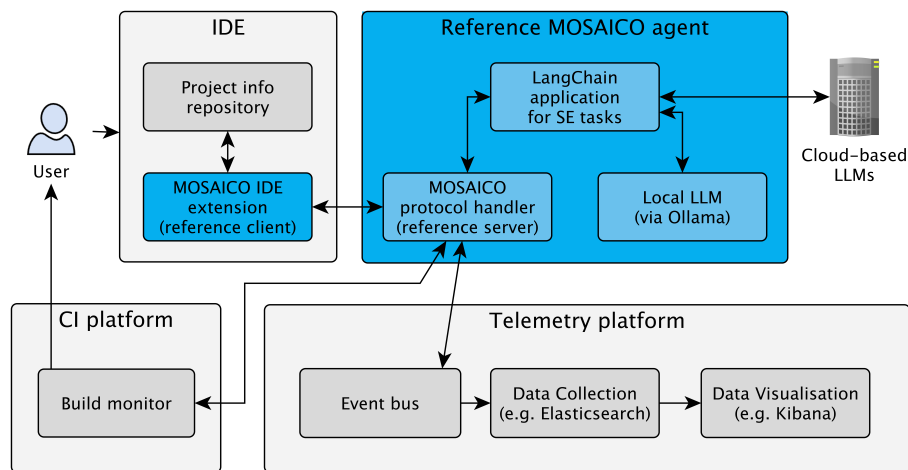 IDE
Reference MOSAICO agent
Project info
repository
LangChain
application
for SE tasks
User
Cloud-based
LLMs
MOSAICO IDE
extension
(reference client)
MOSAICO
protocol handler
(reference server)
Local LLM
(via Ollama)
CI platform
Telemetry platform
Build monitor
Event bus
Data Collection
(e.g. Elasticsearch)
Data Visualisation
(e.g. Kibana)